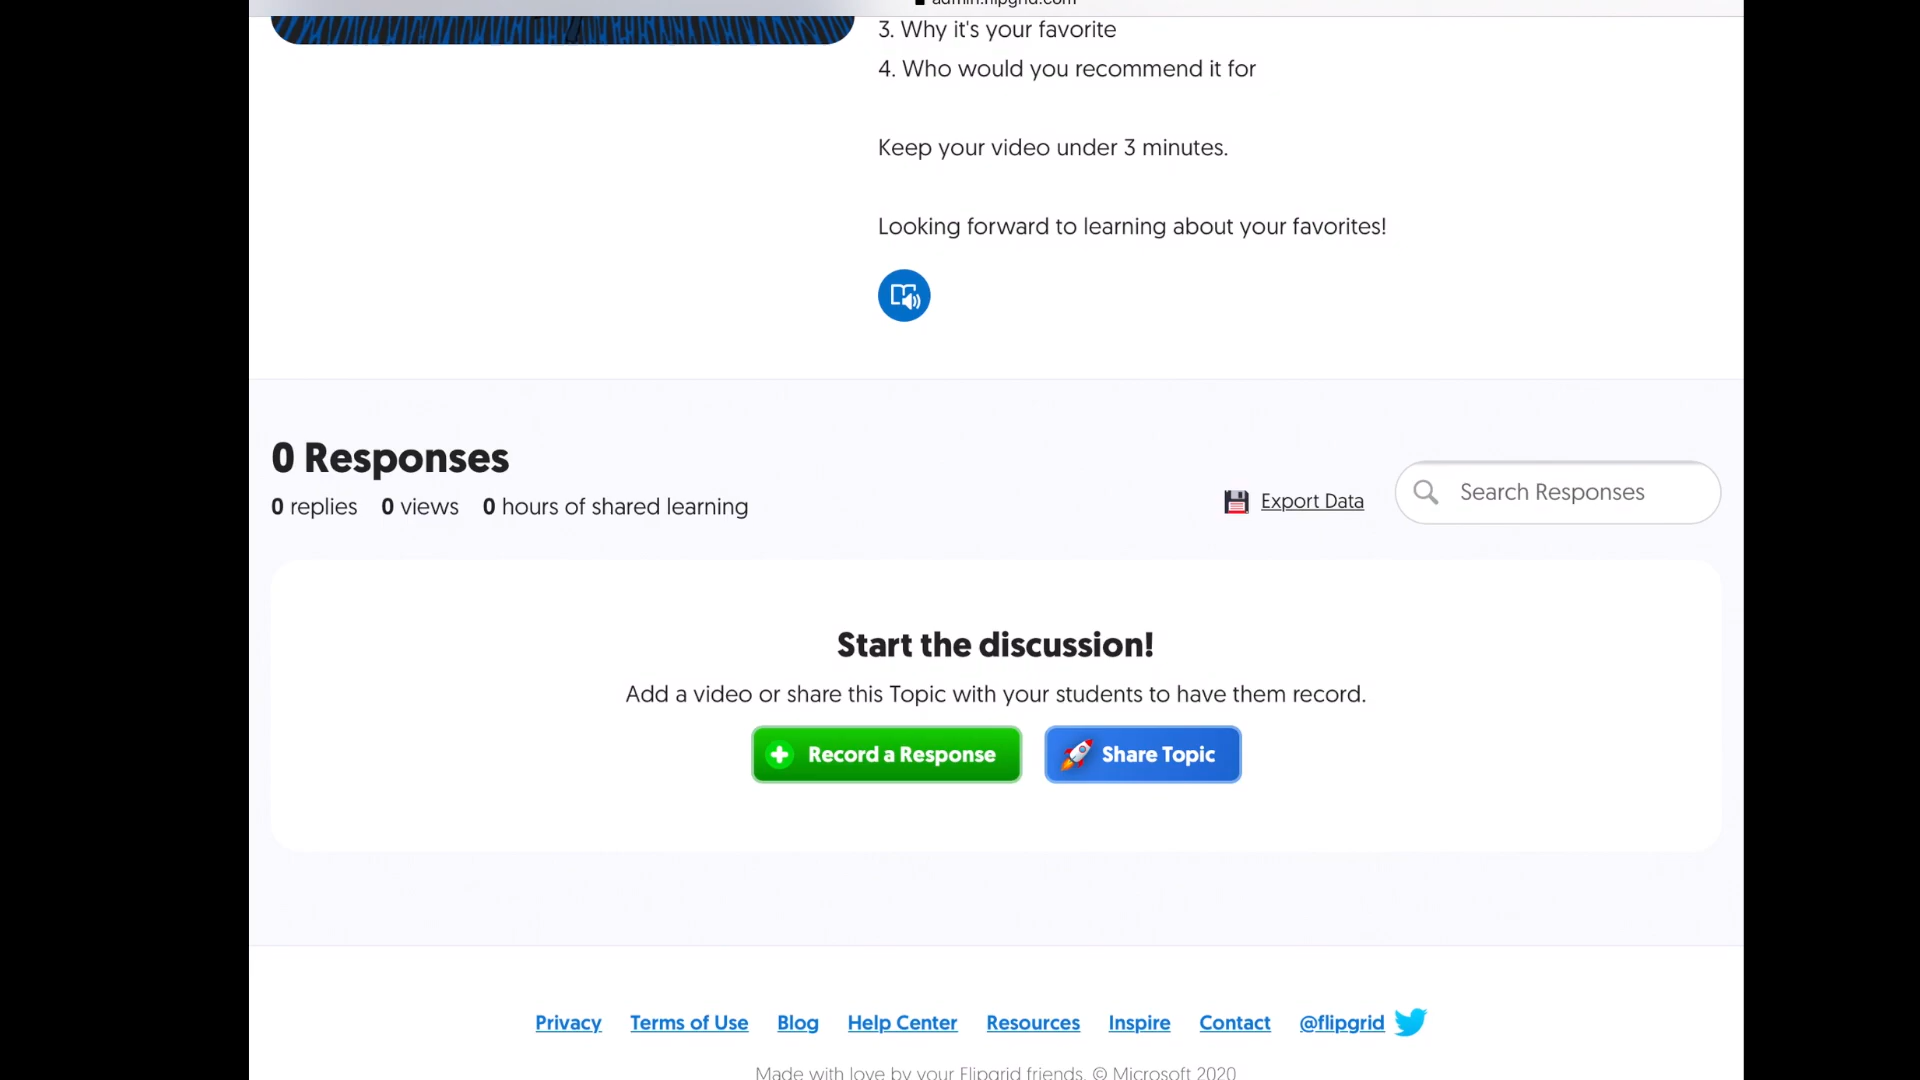 admin.flipgrid.com
3. Why it's your favorite
4. Who would you recommend it for
Keep your video under 3 minutes.
Looking forward to learning about your favorites!
0 Responses
0 replies 0 views 0 hours of shared learning
Export Data
Search Responses
Start the discussion!
Add a video or share this Topic with your students to have them record.
Record a Response
Share Topic
Privacy Terms of Use Blog Help Center Resources Inspire Contact @flipgrid
Made with love by your Flipgrid friends. © Microsoft 2020